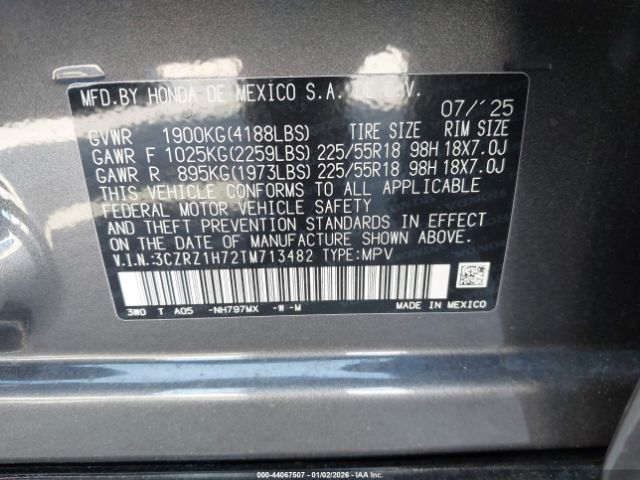 MFD.BY HONDA DE MEXICO S.A. DE C.V.
07/'25
GVWR 1900KG(4188LBS) TIRE SIZE RIM SIZE
GAWR F 1025KG(2259LBS) 225/55R18 98H 18X7.0J
GAWR R 895KG(1973LBS) 225/55R18 98H 18X7.0J
THIS VEHICLE CONFORMS TO ALL APPLICABLE
FEDERAL MOTOR VEHICLE SAFETY
AND THEFT PREVENTION STANDARDS IN EFFECT
ON THE DATE OF MANUFACTURE SHOWN ABOVE.
V.I.N.:3CZRZ1H72TM713482 TYPE:MPV
3W0 T A05 -NH797MX -W -M MADE IN MEXICO
000-44067507 - 01/02/2026 - IAA Inc.